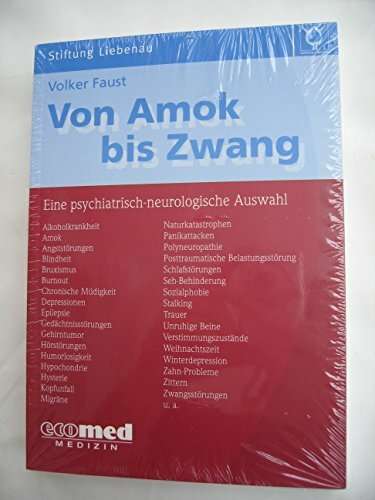 Stiftung Liebenau
Volker Faust
Von Amok
bis Zwang
Eine psychiatrisch-neurologische Auswahl
Alkoholkrankheit
Amok
Angststörungen
Blindheit
Bruxismus
Burnout
Chronische Müdigkeit
Depressionen
Epilepsie
Gedächtnisstörungen
Gehirntumor
Hörstörungen
Humorlosigkeit
Hypochondrie
Hysterie
Kopfunfall
Migräne
Naturkatastrophen
Panikattacken
Polyneuropathie
Posttraumatische Belastungsstörung
Schlafstörungen
Seh-Behinderung
Sozialphobie
Stalking
Trauer
Unruhige Beine
Verstimmungszustände
Weihnachtszeit
Winterdepression
Zahn-Probleme
Zittern
Zwangsstörungen
u. a.
ecomed
MEDIZIN